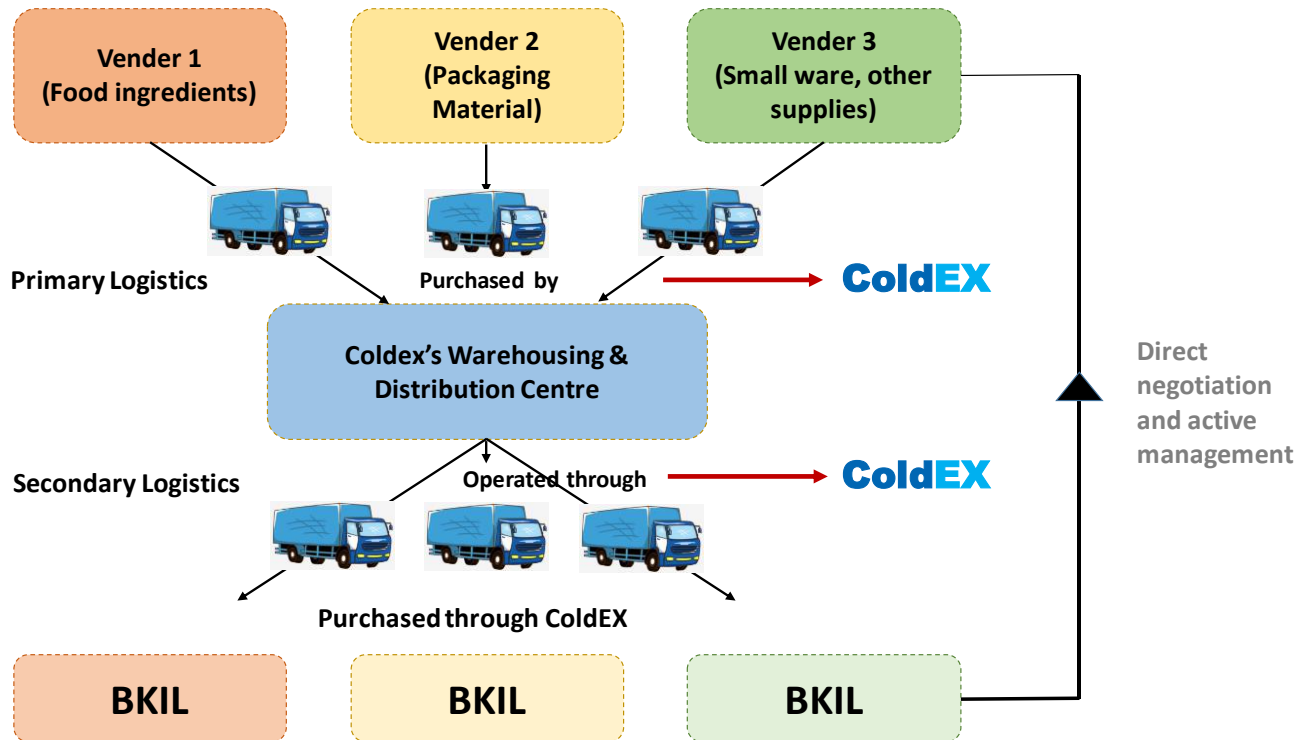 Vender 1
(Food ingredients)
Vender 2
(Packaging
Material)
Vender 3
(Small ware, other
supplies)
Primary Logistics
Purchased by
ColdEX
Coldex's Warehousing &
Distribution Centre
Direct
negotiation
and active
management
Secondary Logistics
Operated through
ColdEX
Purchased through ColdEX
BKIL
BKIL
BKIL